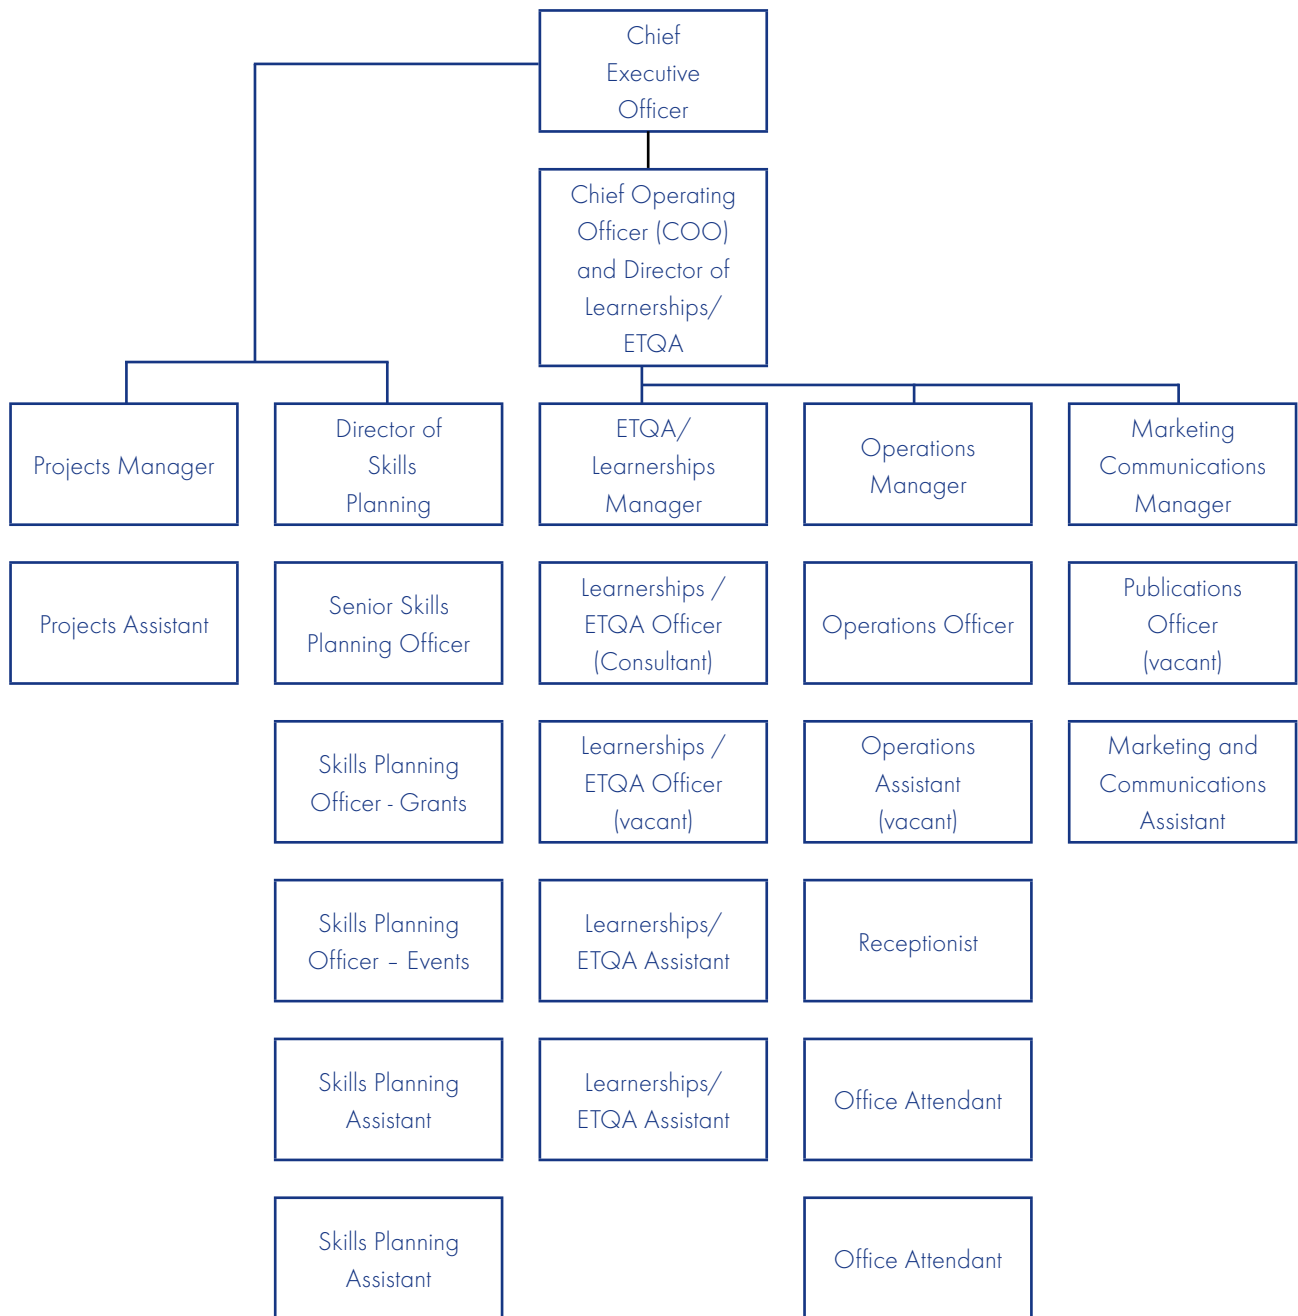 Chief
Executive
Officer
Chief Operating
Officer (COO)
and Director of
Learnerships/
ETQA
Projects Manager
Director of
Skills
Planning
ETQA/
Learnerships
Manager
Operations
Manager
Marketing
Communications
Manager
Projects Assistant
Senior Skills
Planning Officer
Learnerships /
ETQA Officer
(Consultant)
Operations Officer
Publications
Officer
(vacant)
Skills Planning
Officer - Grants
Learnerships /
ETQA Officer
(vacant)
Operations
Assistant
(vacant)
Marketing and
Communications
Assistant
Skills Planning
Officer – Events
Learnerships/
ETQA Assistant
Receptionist
Skills Planning
Assistant
Learnerships/
ETQA Assistant
Office Attendant
Skills Planning
Assistant
Office Attendant